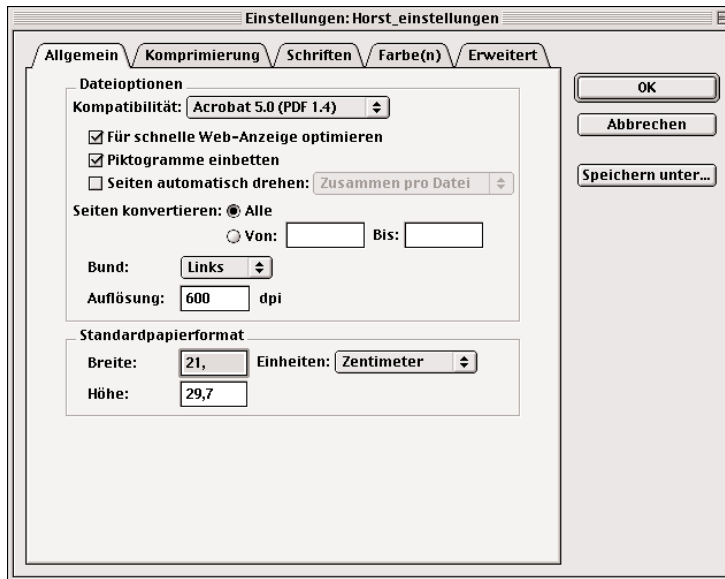 Einstellungen: Horst_einstellungen
Allgemein Komprimierung Schriften Farbe(n) Erweitert
Dateioptionen
Kompatibilität: Acrobat 5.0 (PDF 1.4)
Für schnelle Web-Anzeige optimieren
Piktogramme einbetten
Seiten automatisch drehen: Zusammen pro Datei
Seiten konvertieren: Alle
Von: Bis:
Bund: Links
Auflösung: 600 dpi
Standardpapierformat
Breite: 21, Einheiten: Zentimeter
Höhe: 29,7
OK
Abbrechen
Speichern unter...